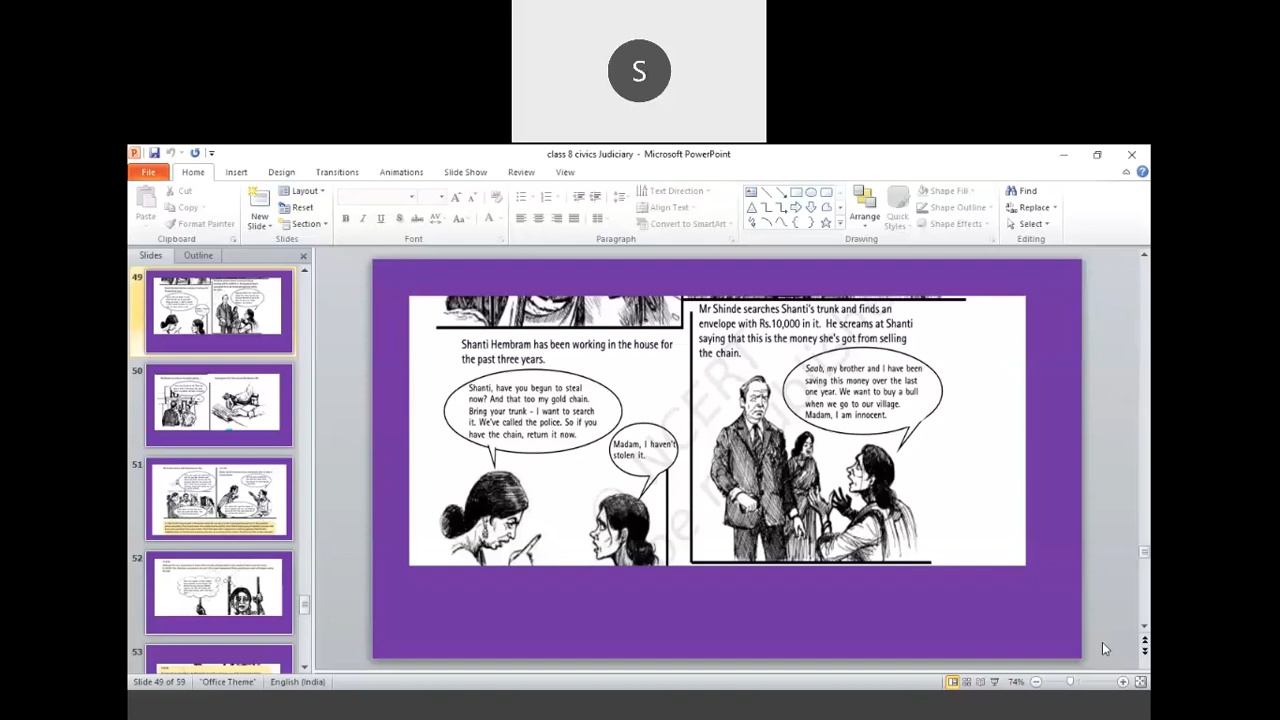 S
class 8 civics Judiciary - Microsoft PowerPoint
File Home Insert Design Transitions Animations Slide Show Review View
Cut
Copy
Format Painter
Paste
Clipboard
New Slide
Layout
Reset
Section
Slides
B I U S abc AV Aa A
Font
Text Direction
Align Text
Convert to SmartArt
Paragraph
Arrange
Quick Styles
Shape Fill
Shape Outline
Shape Effects
Drawing
Find
Replace
Select
Editing
Slides Outline
49
50
51
52
53
Shanti Hembram has been working in the house for
the past three years.
Shanti, have you begun to steal
now? And that too my gold chain.
Bring your trunk - I want to search
it. We've called the police. So if you
have the chain, return it now.
Madam, I haven't
stolen it.
Mr Shinde searches Shanti's trunk and finds an
envelope with Rs.10,000 in it. He screams at Shanti
saying that this is the money she's got from selling
the chain.
Saab, my brother and I have been
saving this money over the last
one year. We want to buy a bull
when we go to our village.
Madam, I am innocent.
Slide 49 of 59 "Office Theme" English (India) 74%